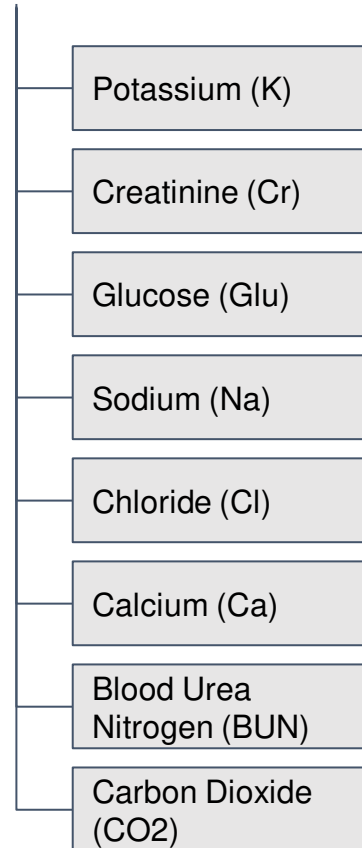 Potassium (K)
Creatinine (Cr)
Glucose (Glu)
Sodium (Na)
Chloride (Cl)
Calcium (Ca)
Blood Urea
Nitrogen (BUN)
Carbon Dioxide
(CO2)